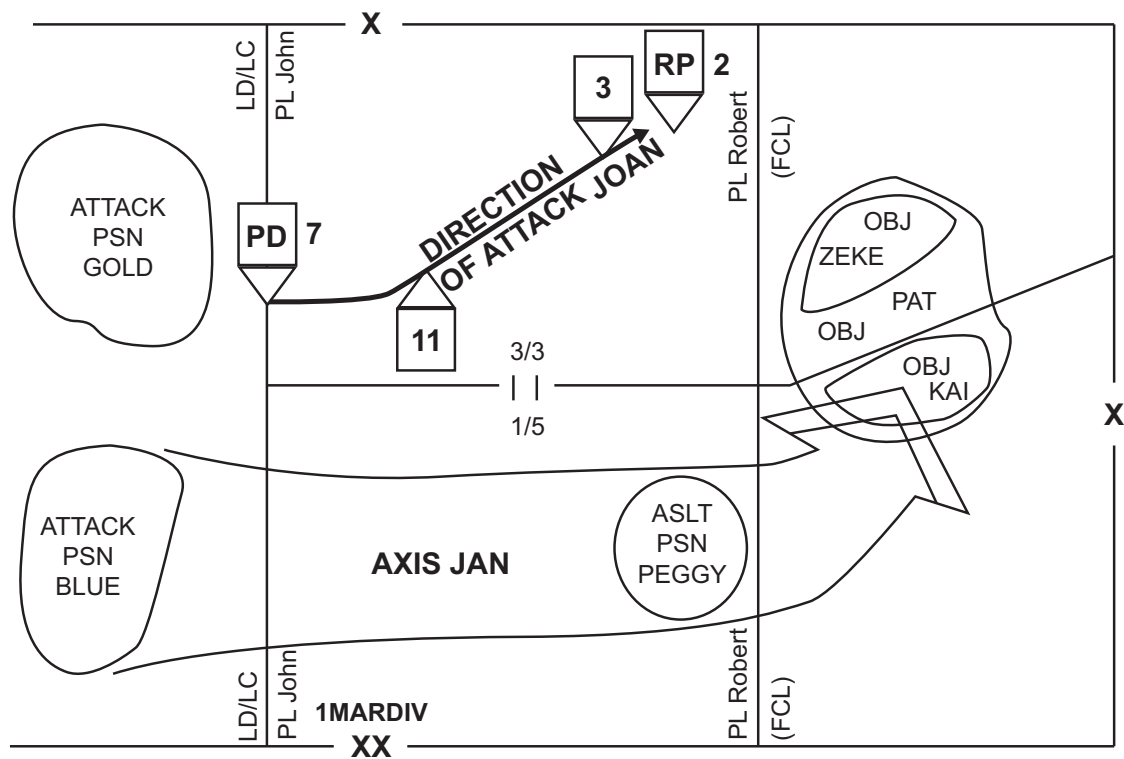 X
LD/LC
PL John
3
RP 2
PL Robert
(FCL)
ATTACK
PSN
GOLD
PD 7
DIRECTION
OF ATTACK JOAN
11
OBJ
ZEKE
PAT
OBJ
OBJ
KAI
3/3
| |
1/5
X
ATTACK
PSN
BLUE
AXIS JAN
ASLT
PSN
PEGGY
LD/LC
PL John
1MARDIV
XX
PL Robert
(FCL)